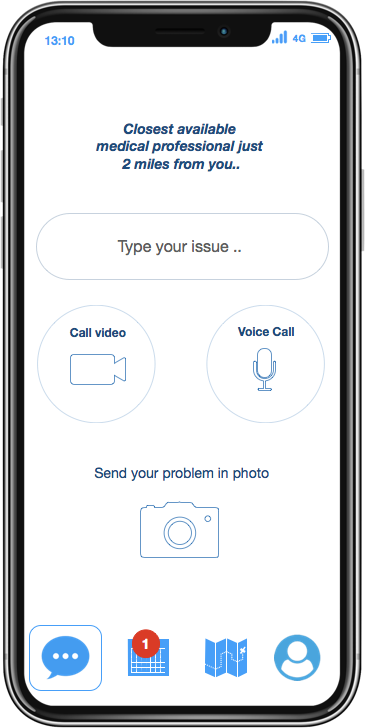 13:10
4G
Closest available
medical professional just
2 miles from you..
Type your issue ..
Call video
Voice Call
Send your problem in photo
1